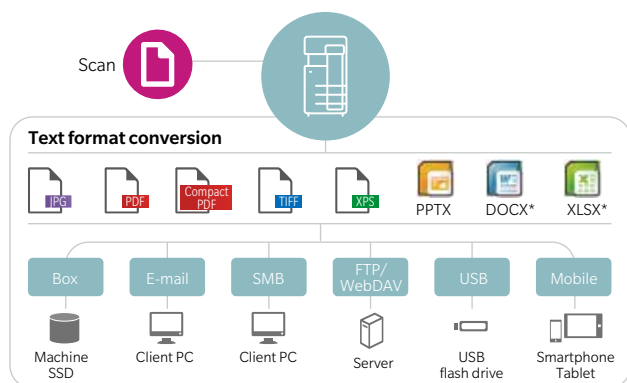 Scan
Text format conversion
IPG
PDF
Compact
PDF
TIFF
XPS
PPTX
DOCX*
XLSX*
Box
E-mail
SMB
FTP/
WebDAV
USB
Mobile
Machine
SSD
Client PC
Client PC
Server
USB
flash drive
Smartphone
Tablet